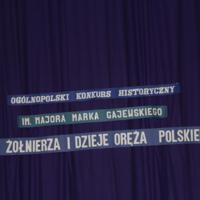 OGÓLNOPOLSKI KONKURS HISTORYCZNY
IM. MAJORA MARKA GAJEWSKIEGO
ŻOŁNIERZA I DZIEJE ORĘŻA POLSKIE